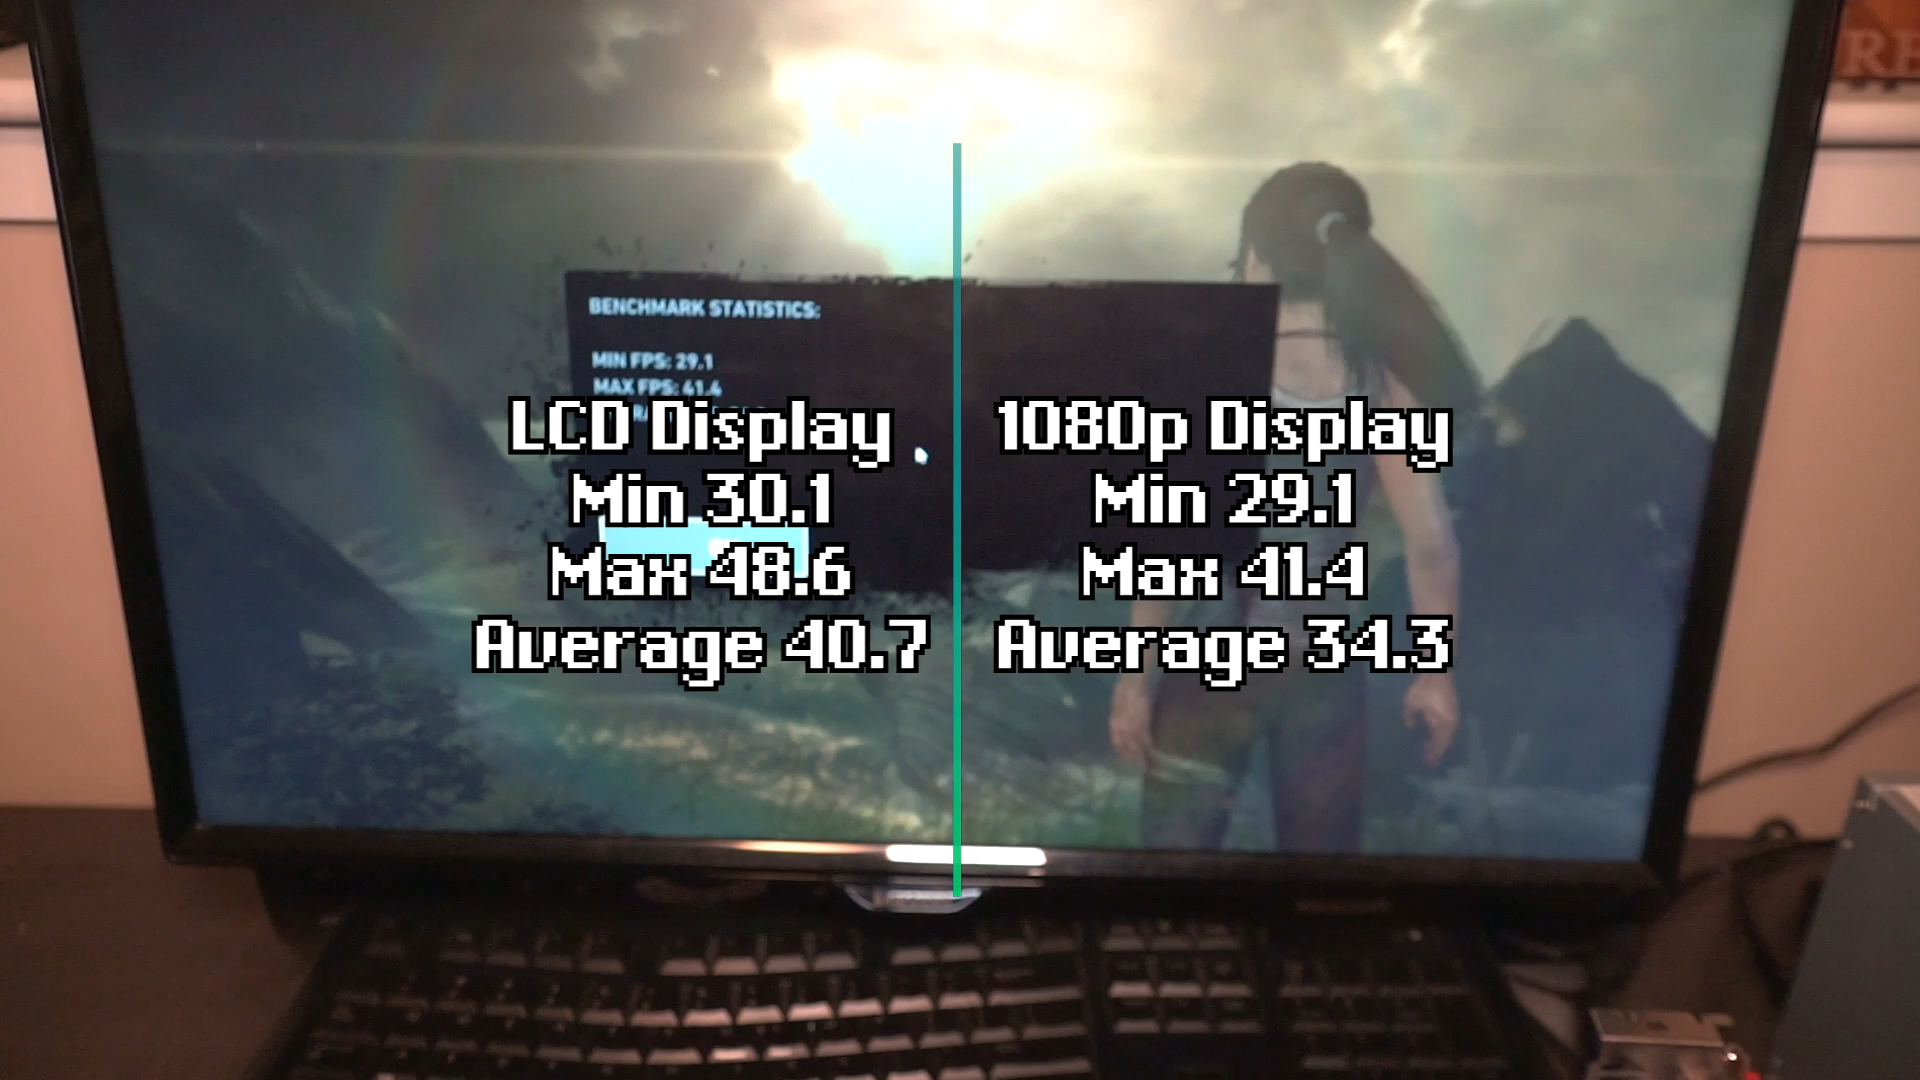 RE
BENCHMARK STATISTICS:
MIN FPS: 29.1
MAX FPS: 41.4
LCD Display
Min 30.1
Max 48.6
Average 40.7
1080p Display
Min 29.1
Max 41.4
Average 34.3